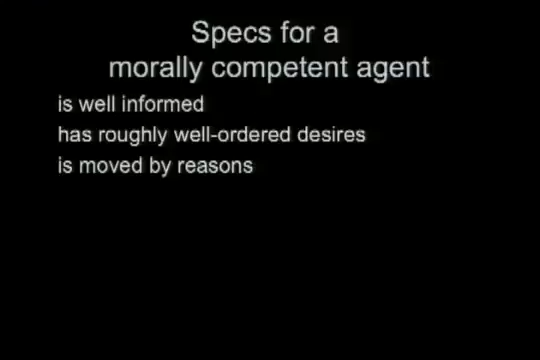 Specs for a
morally competent agent
is well informed
has roughly well-ordered desires
is moved by reasons